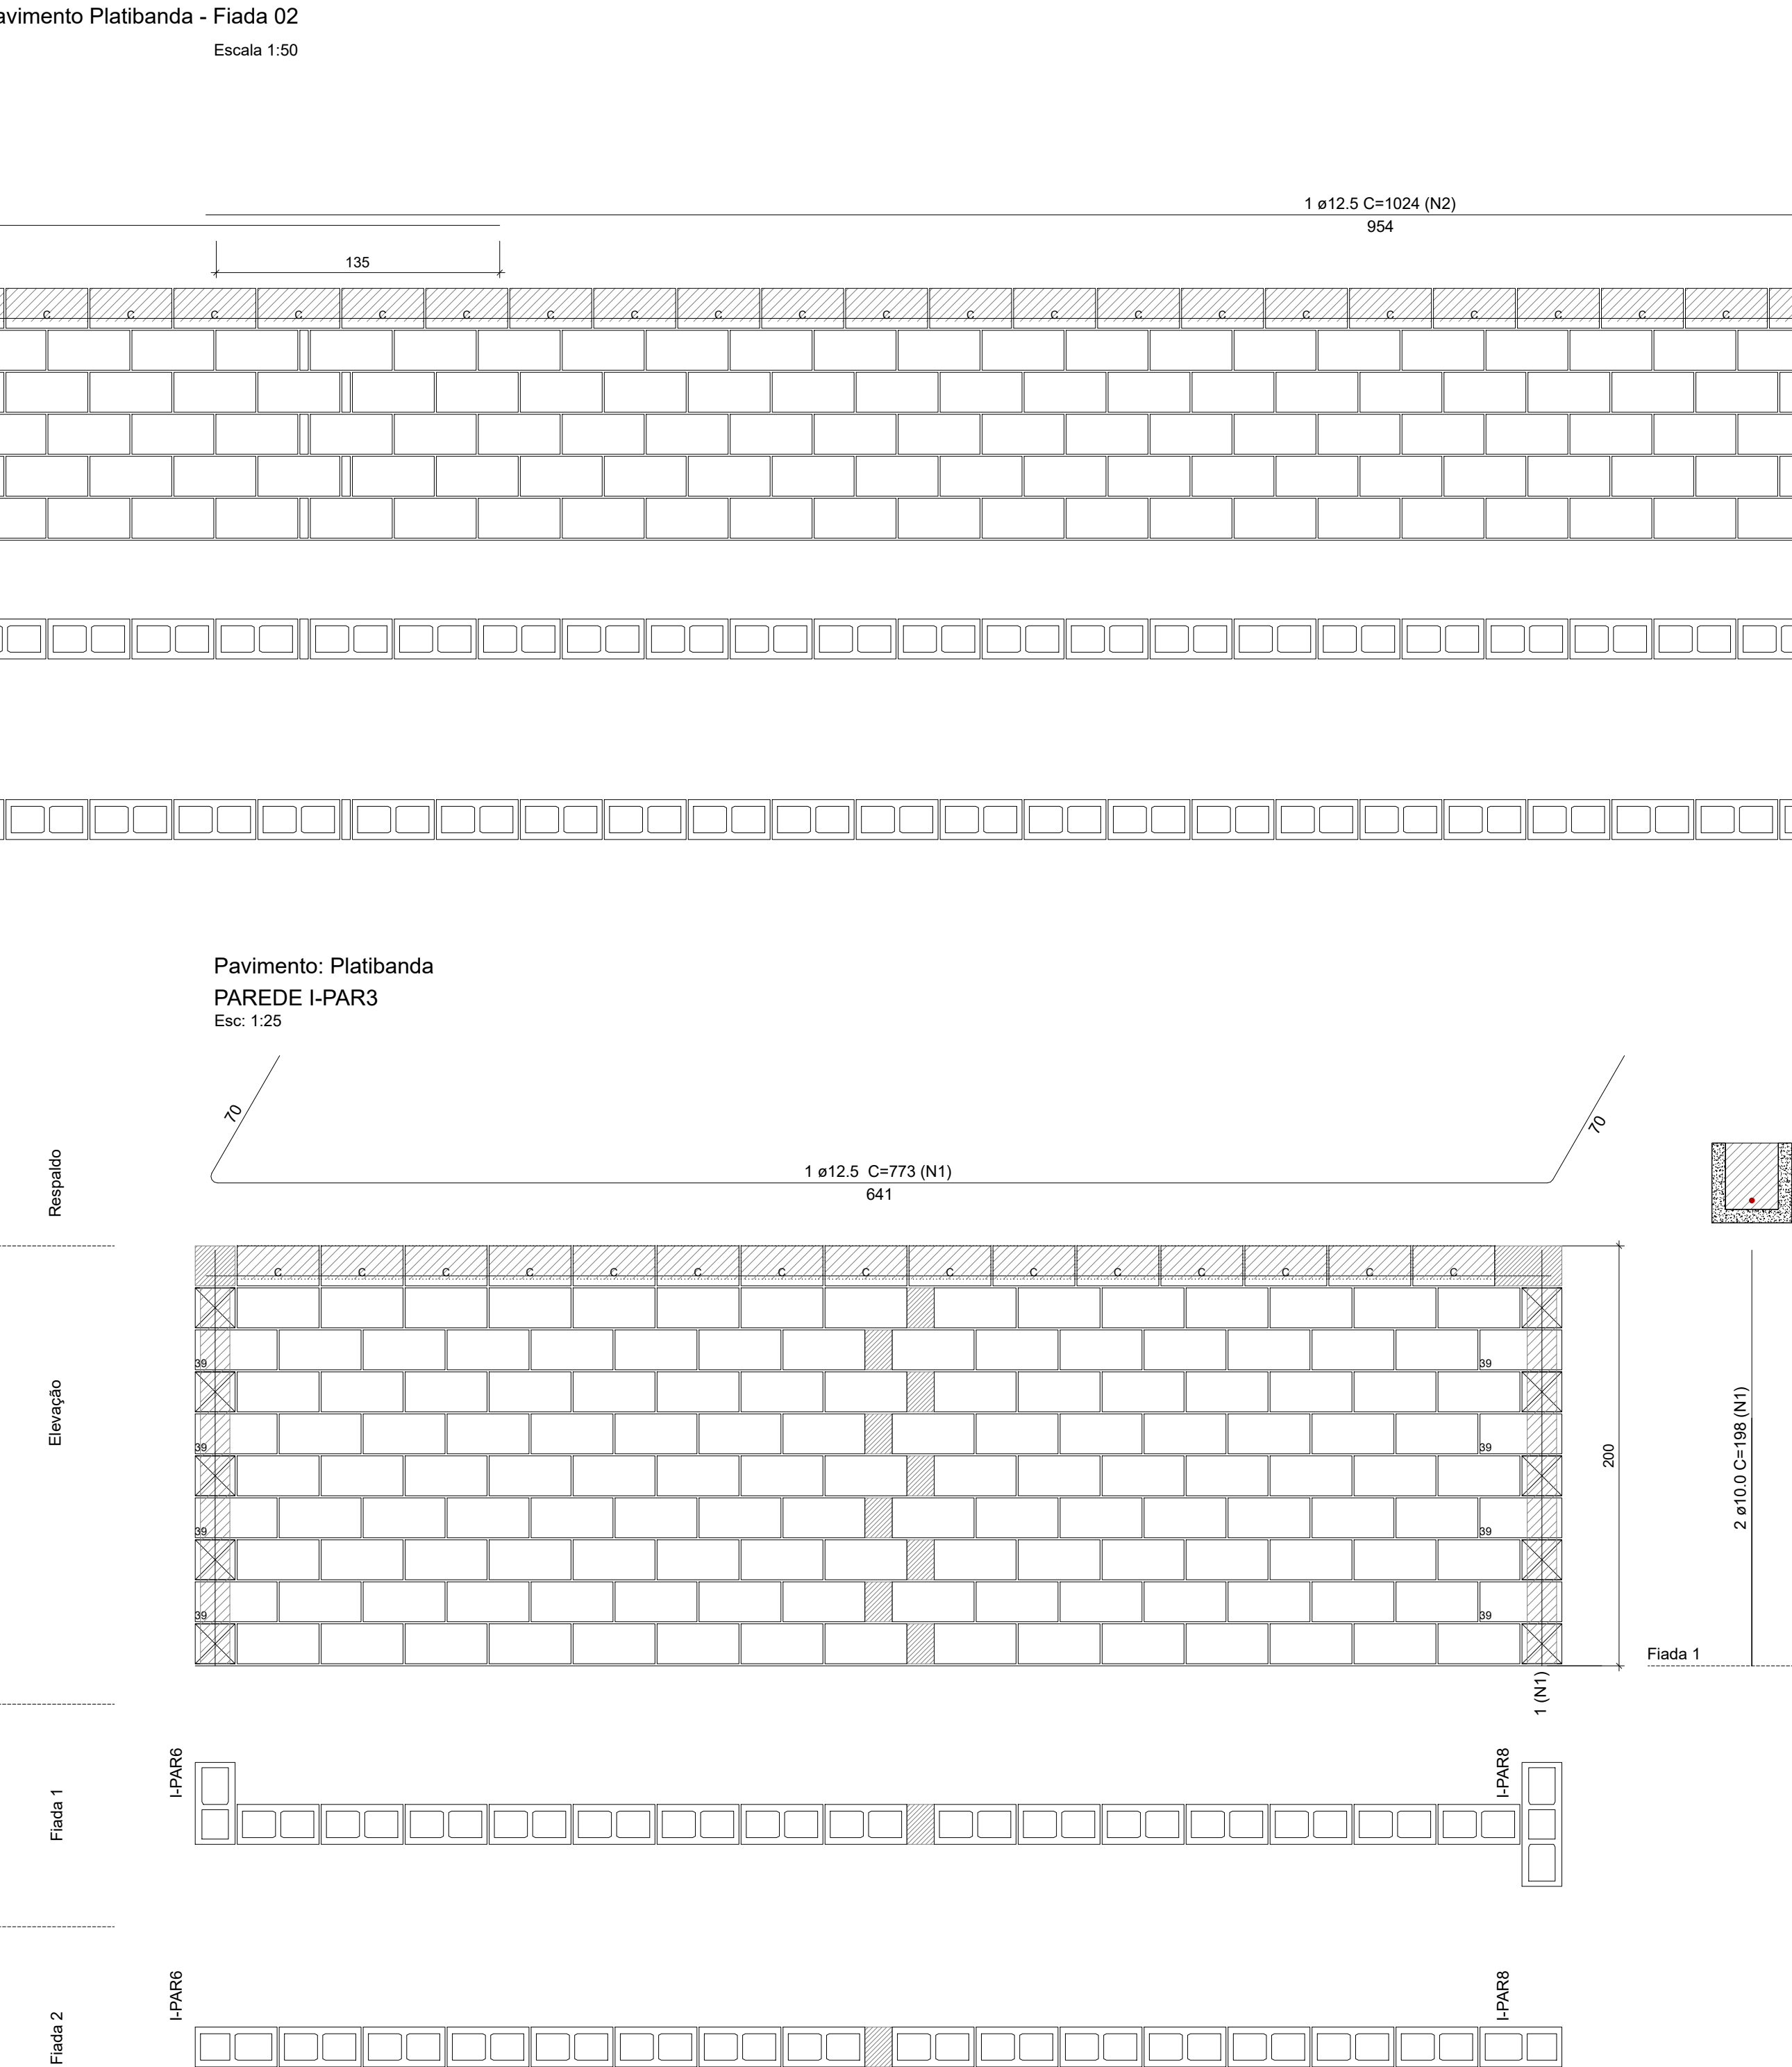 avimento Platibanda - Fiada 02
Escala 1:50
1 ø12.5 C=1024 (N2)
954
135
C C C C C C C C C C C C C C C C C C C C C
Pavimento: Platibanda
PAREDE I-PAR3
Esc: 1:25
70
70
1 ø12.5 C=773 (N1)
641
Respaldo
C C C C C C C C C C C C C C C
Elevação
39 39
39 39
39 39
39 39
200
2 ø10.0 C=198 (N1)
Fiada 1
1 (N1)
I-PAR6
I-PAR8
Fiada 1
I-PAR6
I-PAR8
Fiada 2